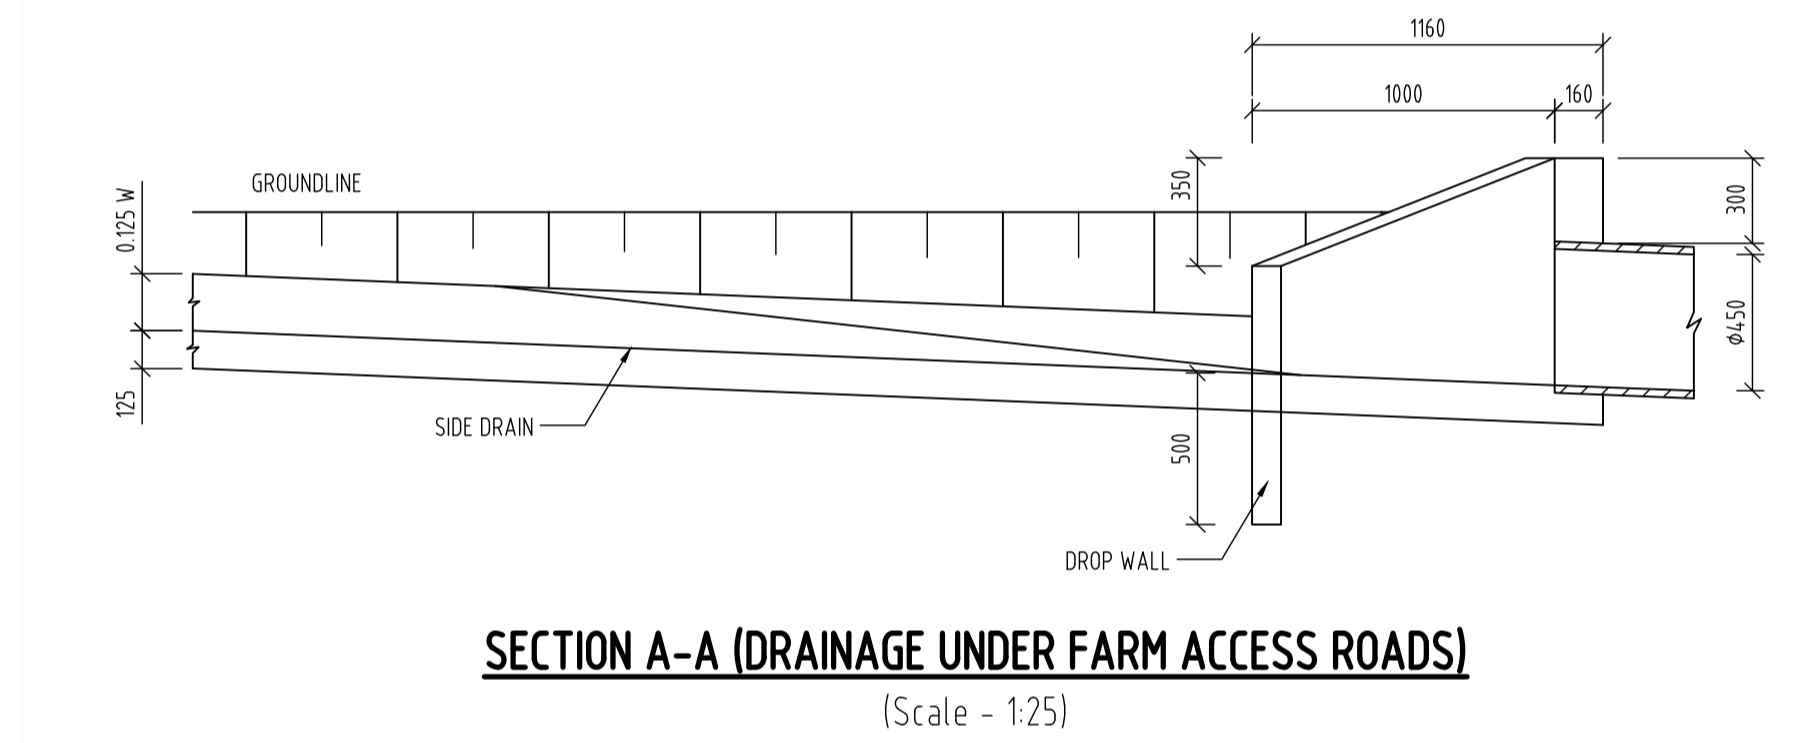 1160
1000
160
GROUNDLINE
350
300
0.125 W
ϕ450
125
SIDE DRAIN
500
DROP WALL
SECTION A-A (DRAINAGE UNDER FARM ACCESS ROADS)
(Scale - 1:25)